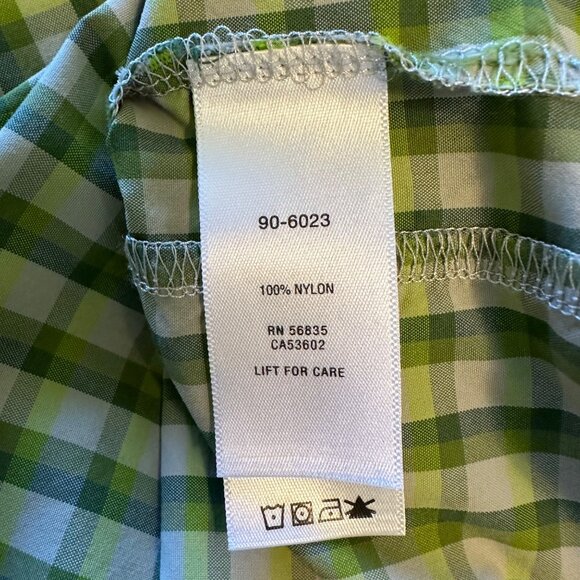 90-6023
100% NYLON
RN 56835
CA53602
LIFT FOR CARE